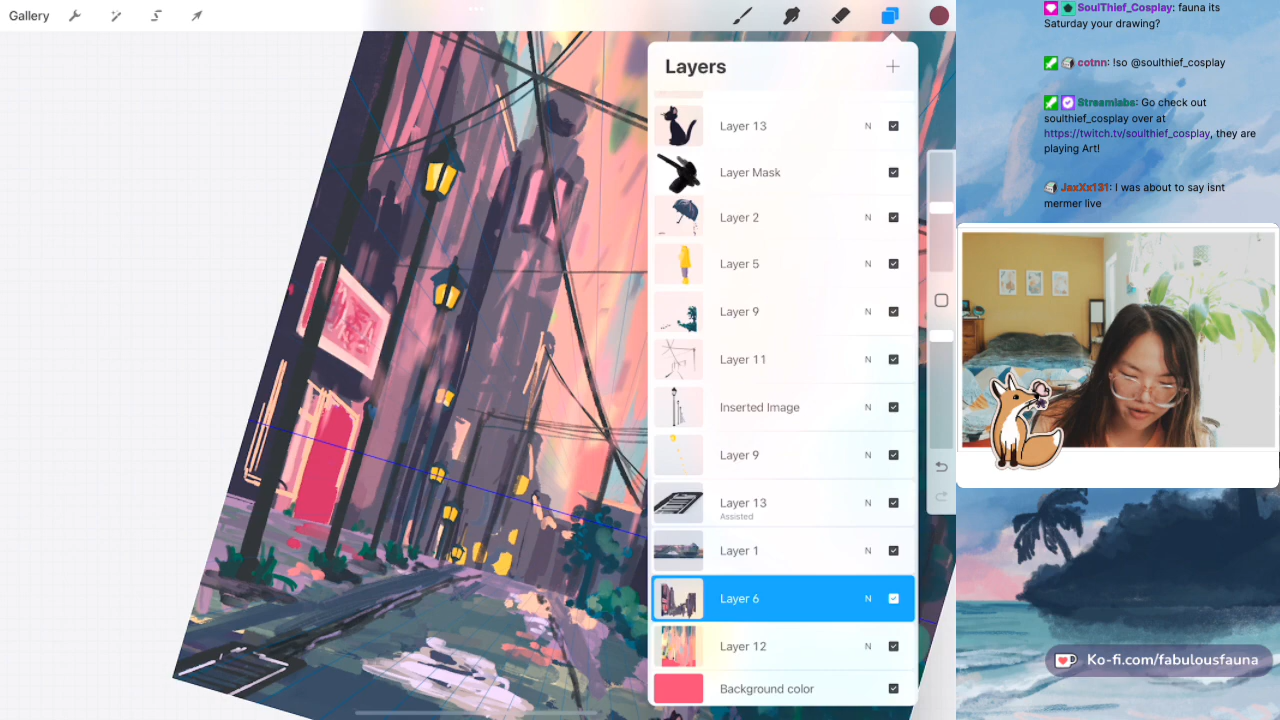 Gallery
Layers
Layer 13 N
Layer Mask
Layer 2 N
Layer 5 N
Layer 9 N
Layer 11 N
Inserted Image N
Layer 9 N
Layer 13 N
Assisted
Layer 1 N
Layer 6 N
Layer 12 N
Background color
SoulThief_Cosplay: fauna its
Saturday your drawing?
cotnn: !so @soulthief_cosplay
Streamlabs: Go check out
soulthief_cosplay over at
https://twitch.tv/soulthief_cosplay, they are
playing Art!
JaxXx131: I was about to say isnt
mermer live
Ko-fi.com/fabulousfauna